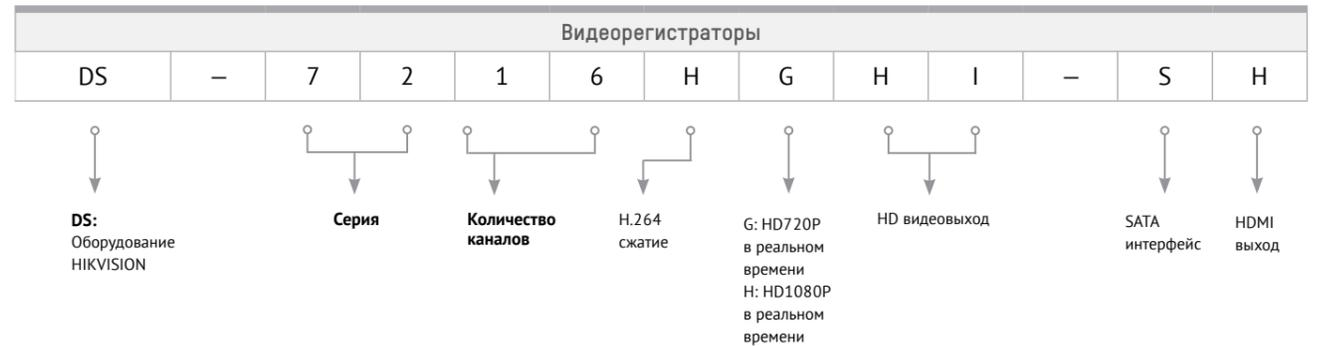 Видеорегистраторы
DS – 7 2 1 6 H G H I – S H
DS:
Оборудование
HIKVISION
Серия
Количество
каналов
H.264
сжатие
G: HD720P
в реальном
времени
H: HD1080P
в реальном
времени
HD видеовыход
SATA
интерфейс
HDMI
выход